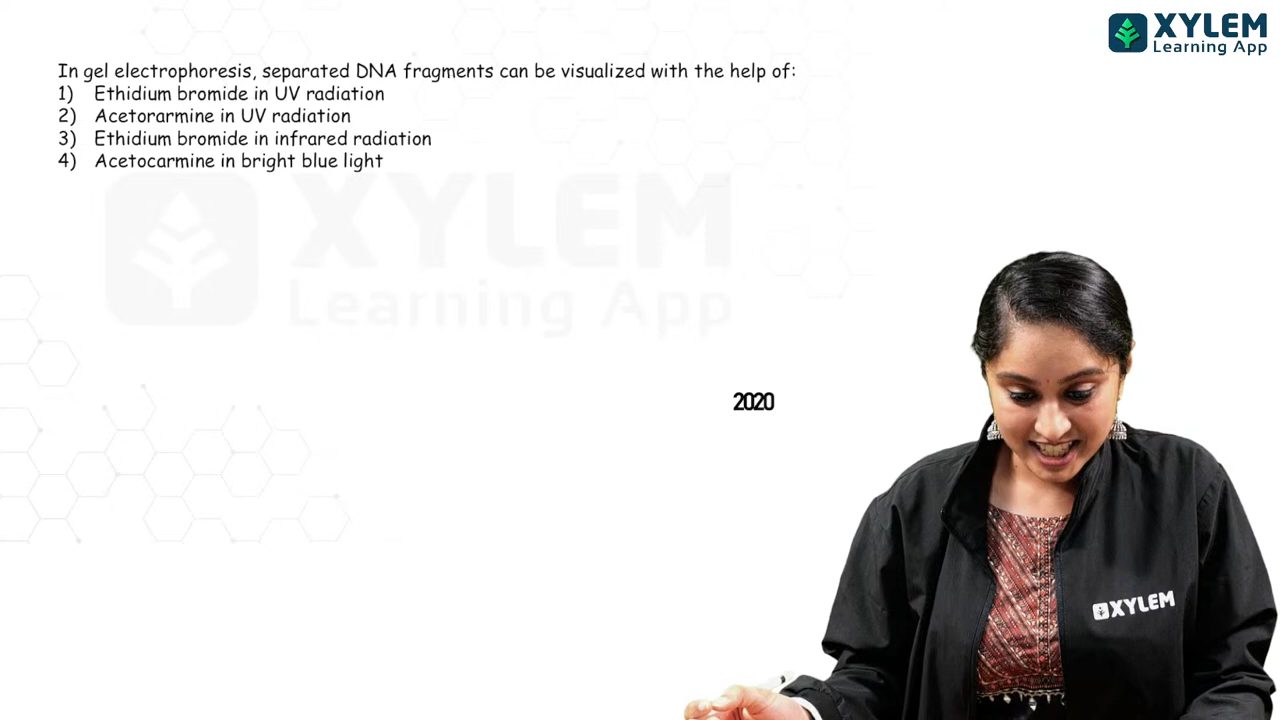 XYLEM
Learning App
In gel electrophoresis, separated DNA fragments can be visualized with the help of:
1) Ethidium bromide in UV radiation
2) Acetorarmine in UV radiation
3) Ethidium bromide in infrared radiation
4) Acetocarmine in bright blue light
XYLEM
Learning App
2020
XYLEM